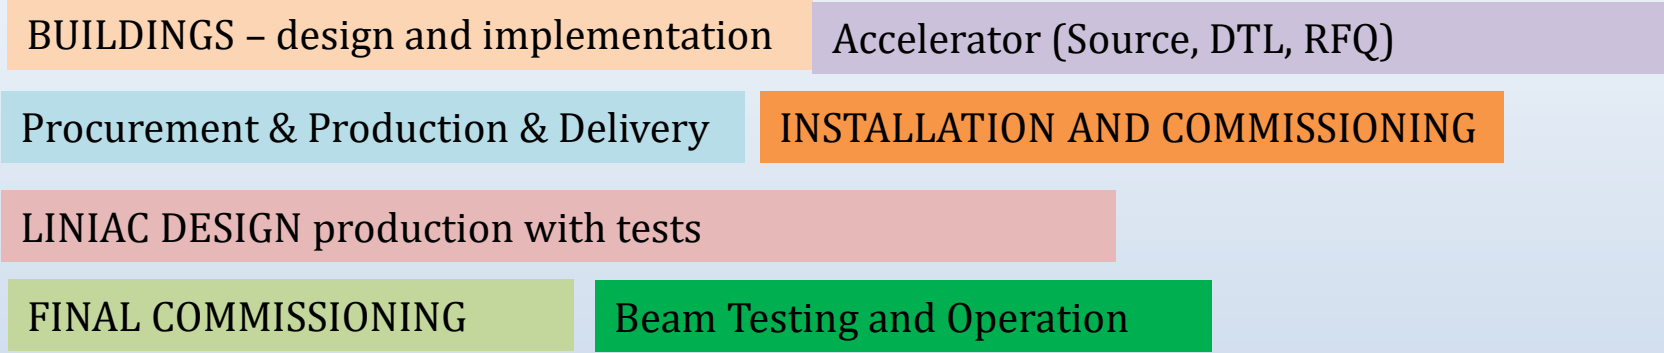 BUILDINGS – design and implementation
Accelerator (Source, DTL, RFQ)
Procurement & Production & Delivery
INSTALLATION AND COMMISSIONING
LINIAC DESIGN production with tests
FINAL COMMISSIONING
Beam Testing and Operation